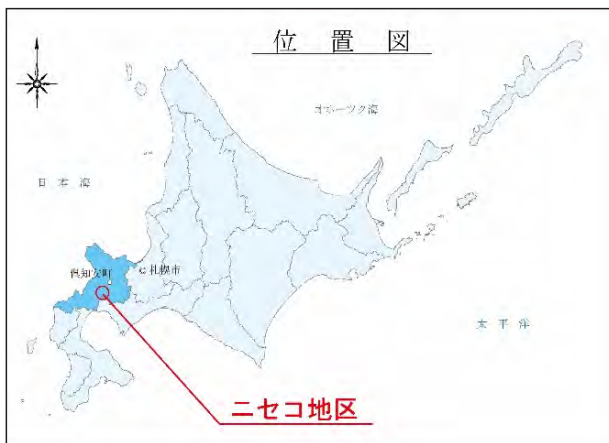 位置図
オホーツク海
日本海
倶知安町
札幌市
太平洋
ニセコ地区